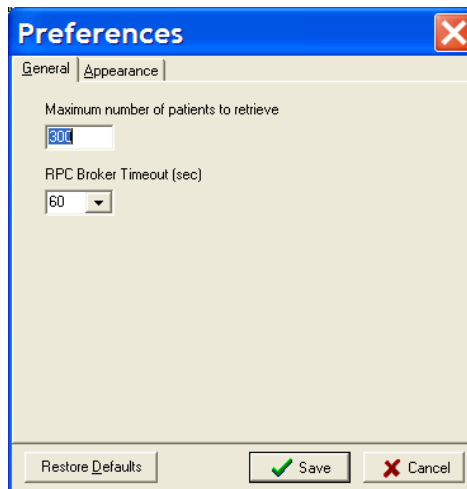 Preferences
General Appearance
Maximum number of patients to retrieve
300
RPC Broker Timeout (sec)
60
Restore Defaults Save Cancel